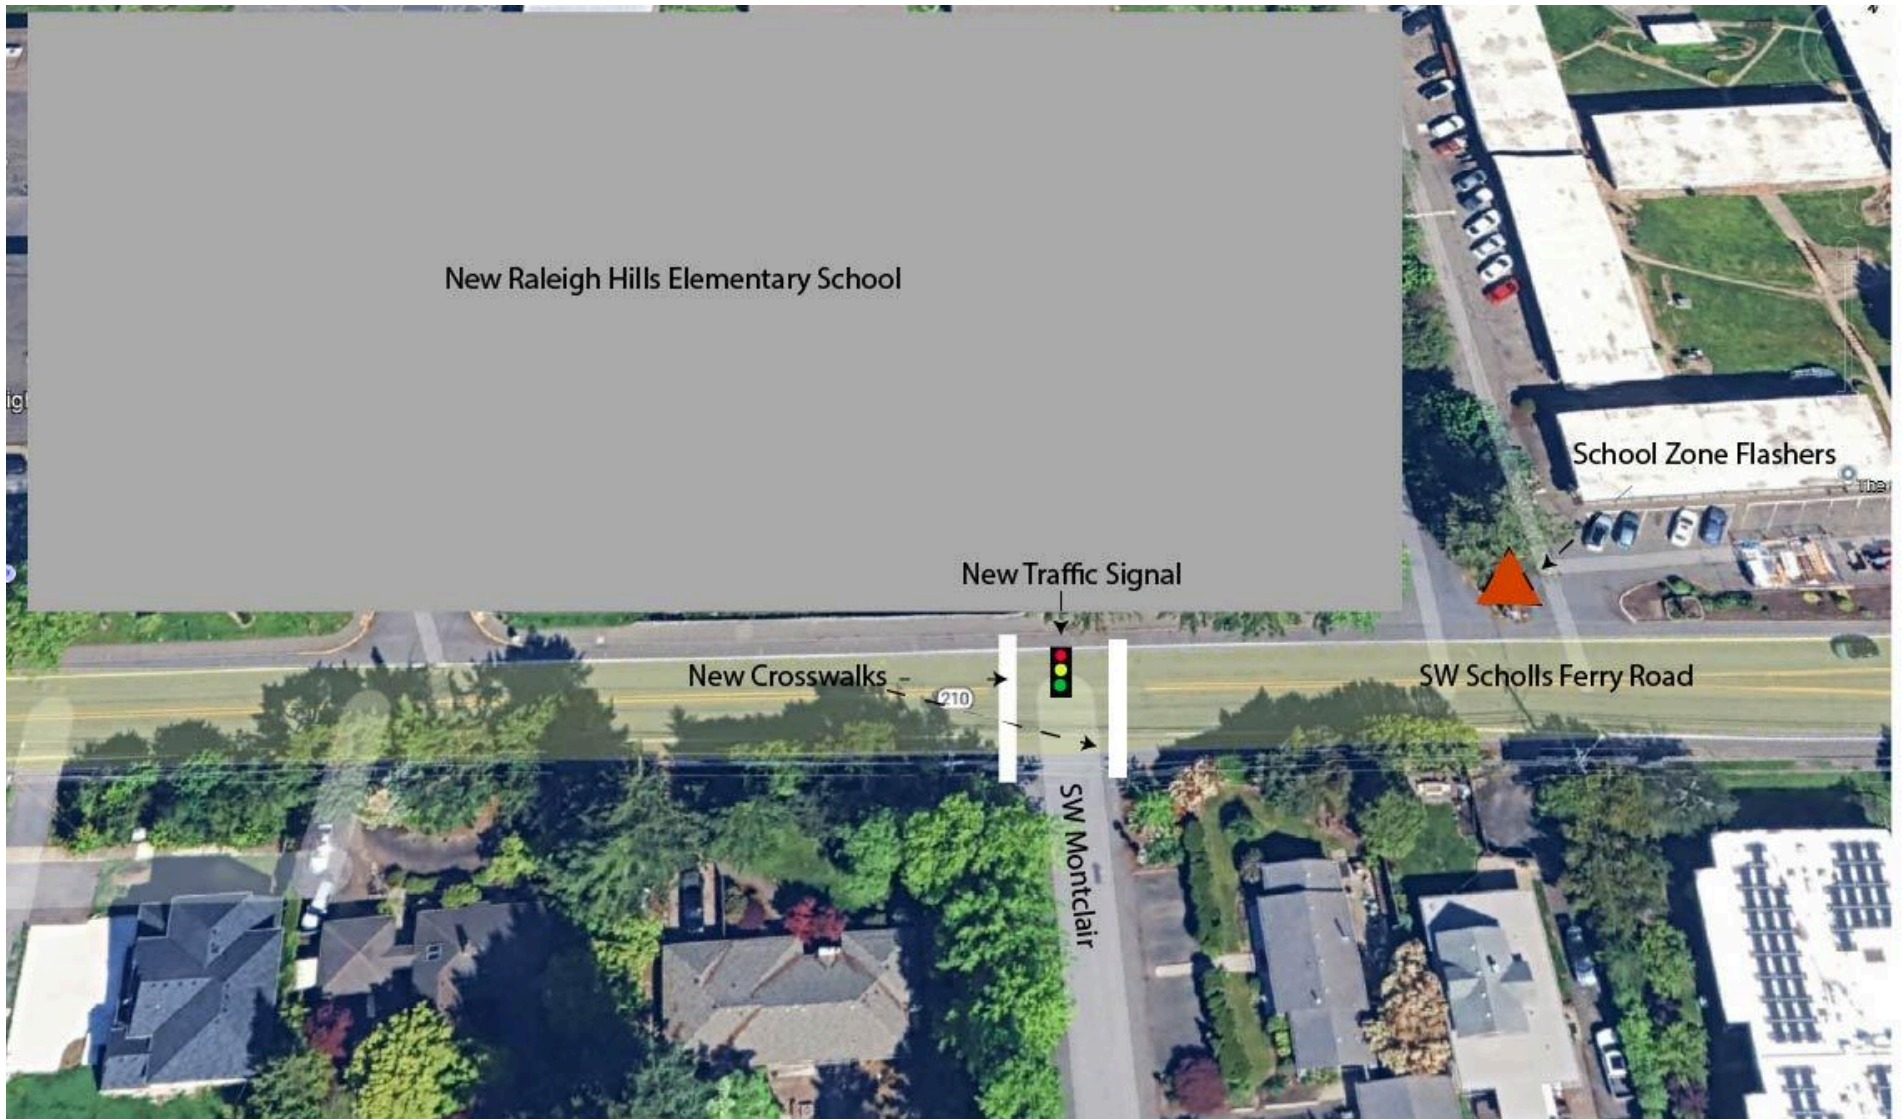 New Raleigh Hills Elementary School
School Zone Flashers
The
New Traffic Signal
New Crosswalks
210
SW Scholls Ferry Road
SW Montclair